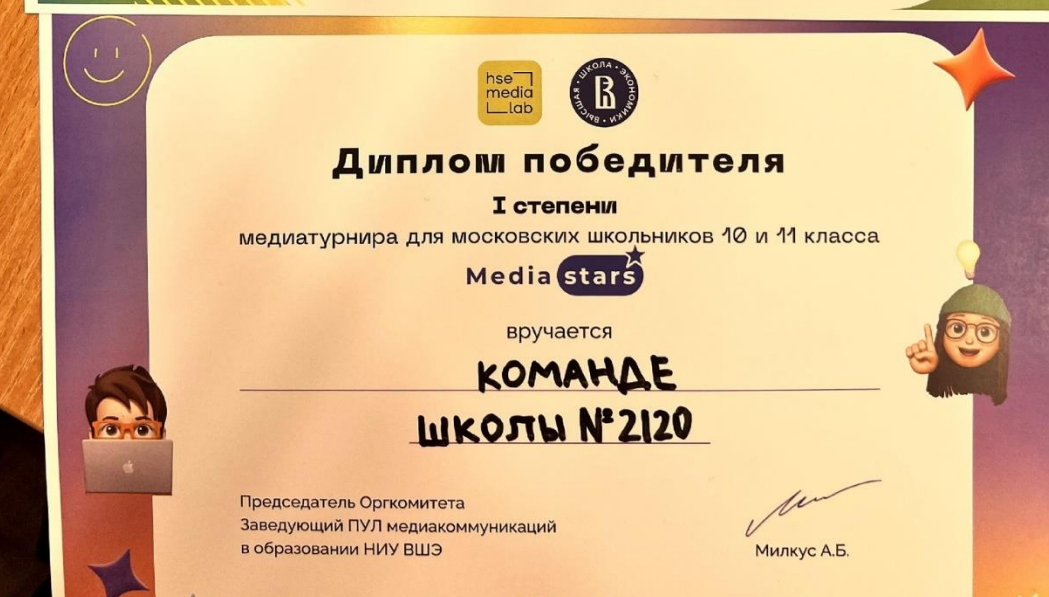 hse
media
lab
ВЫСШАЯ • ШКОЛА • ЭКОНОМИКИ •
Диплом победителя
I степени
медиатурнира для московских школьников 10 и 11 класса
Media stars
вручается
КОМАНДЕ
ШКОЛЫ №2120
Председатель Оргкомитета
Заведующий ПУЛ медиакоммуникаций
в образовании НИУ ВШЭ
Милкус А.Б.